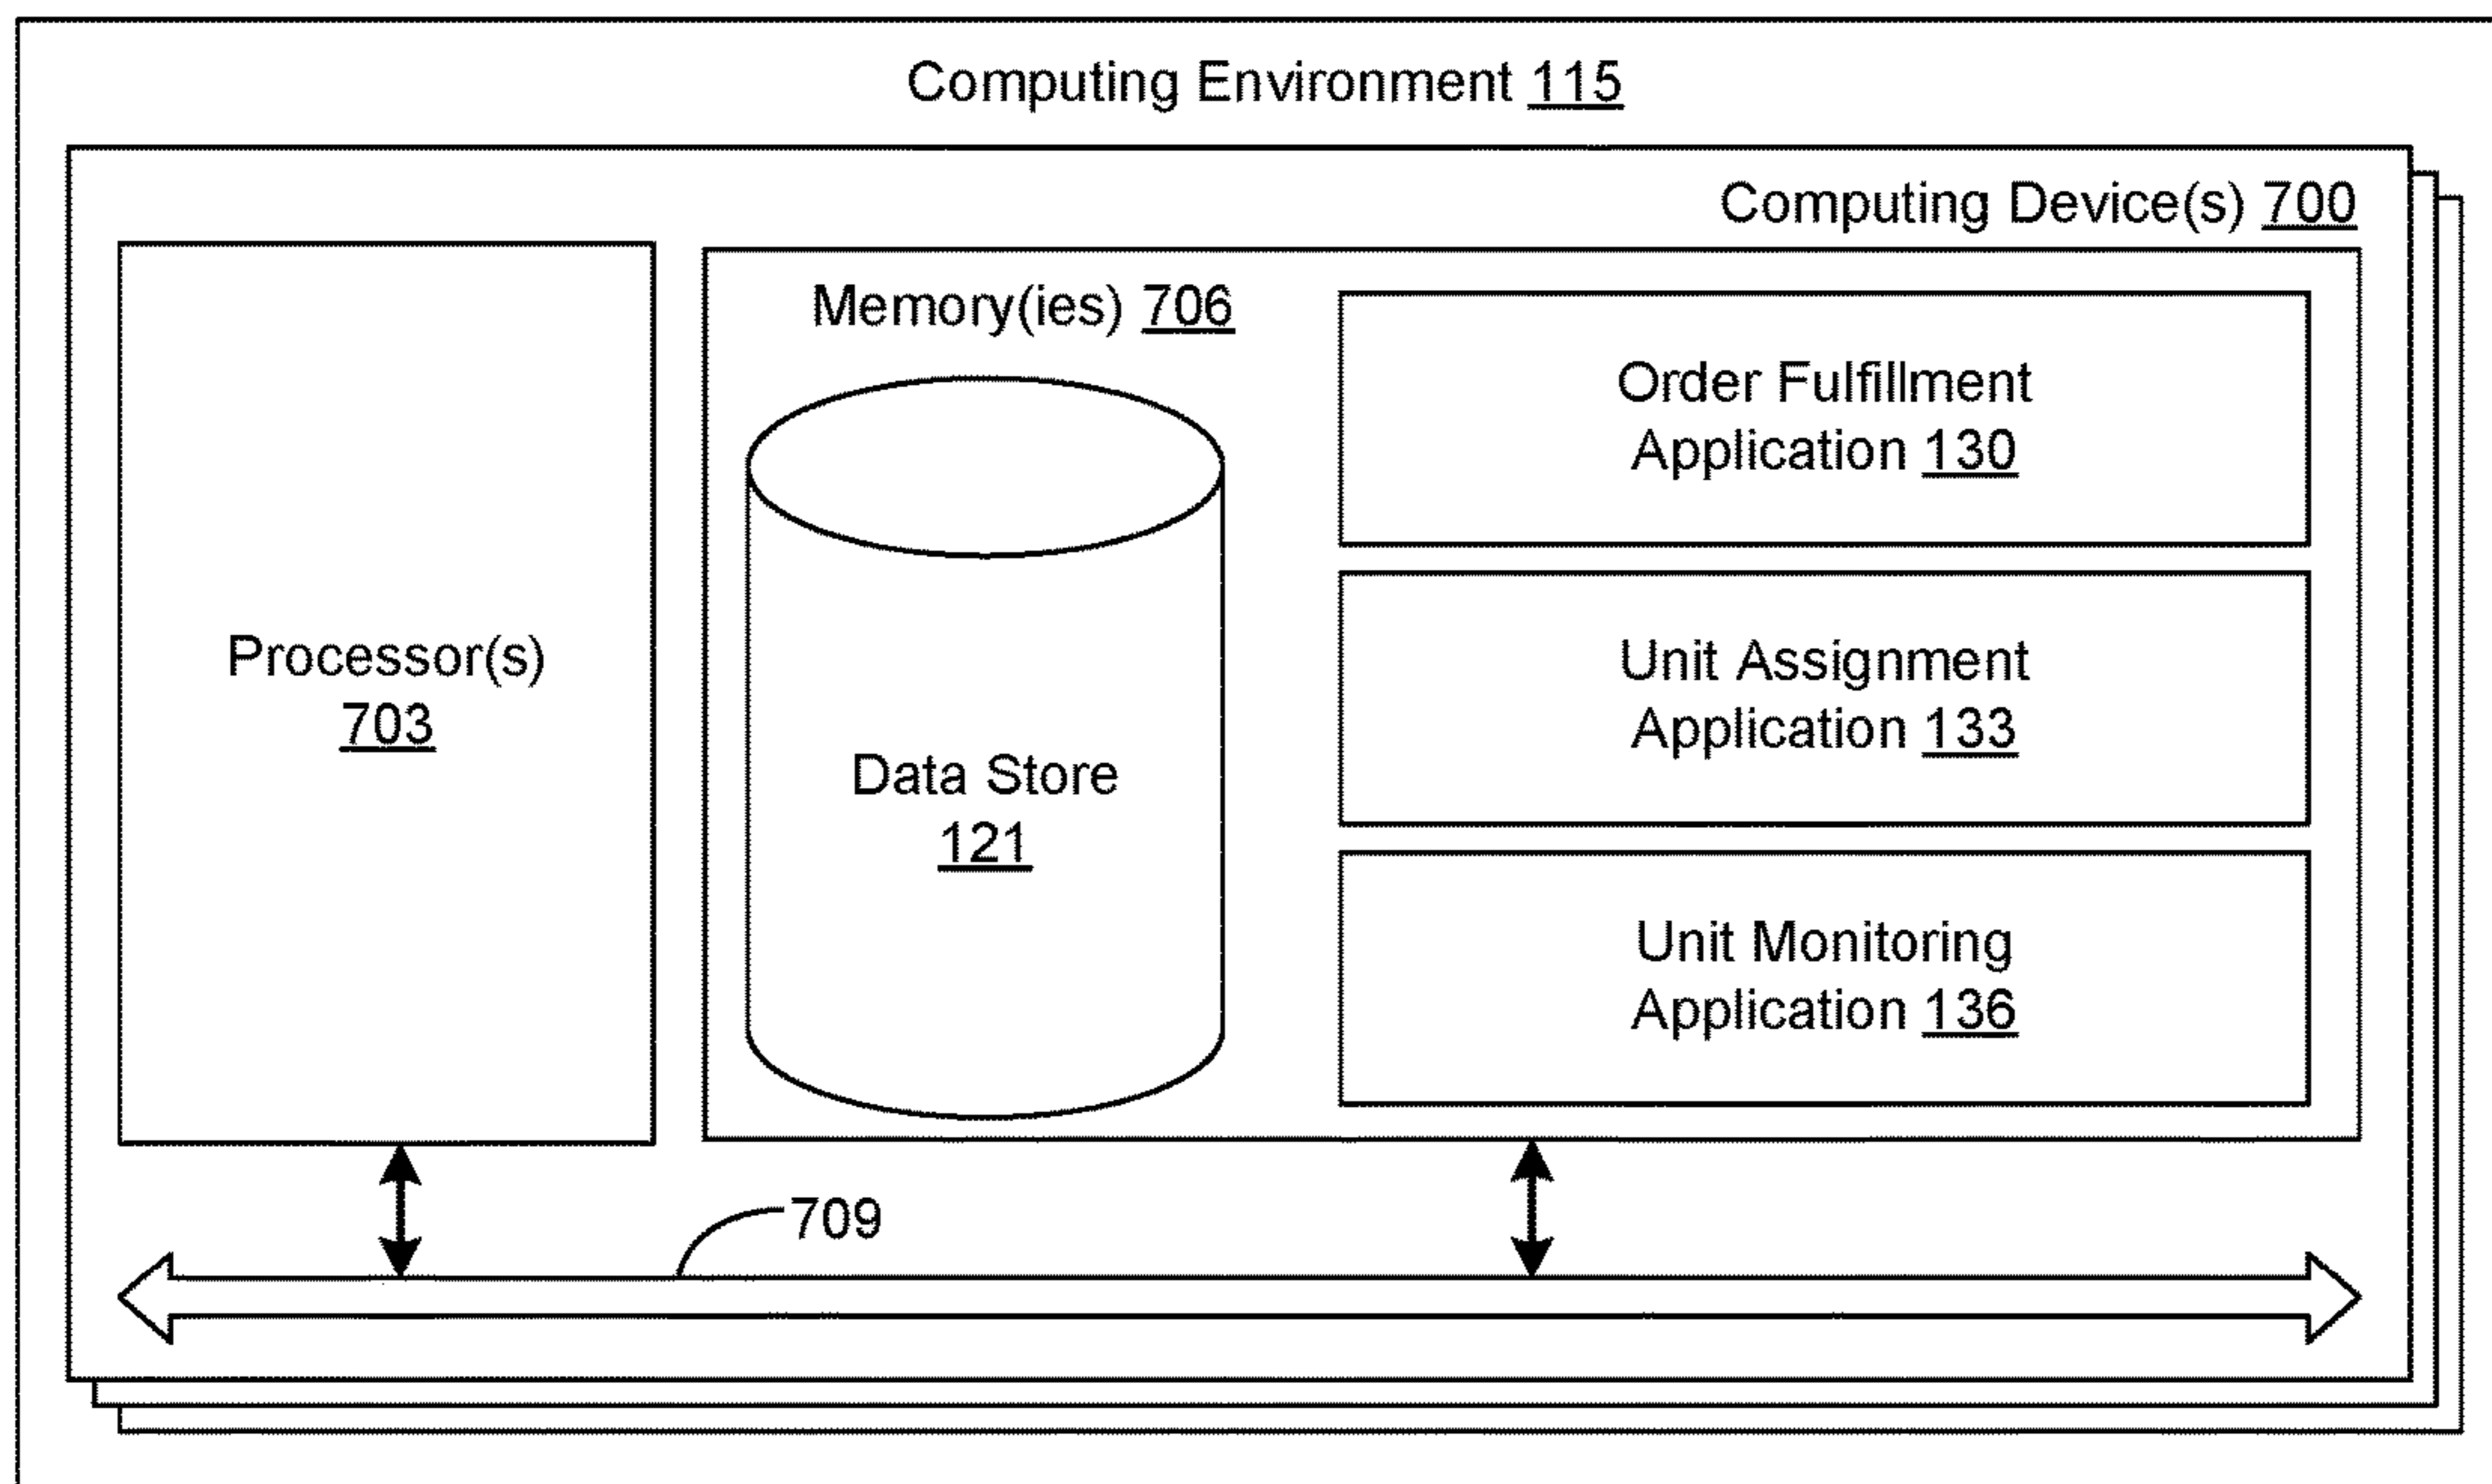 Computing Environment 115
Computing Device(s) 700
Processor(s)
703
Memory(ies) 706
Data Store
121
Order Fulfillment
Application 130
Unit Assignment
Application 133
Unit Monitoring
Application 136
709